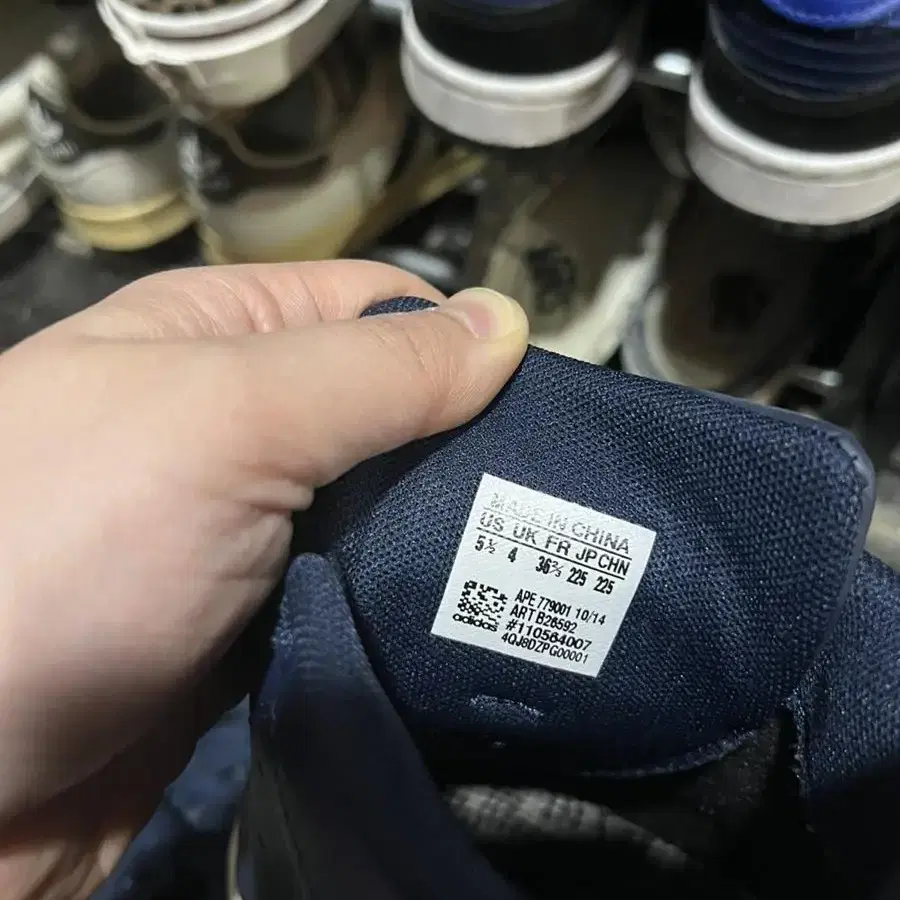 MADE IN CHINA
US UK FR JP CHN
5½ 4 36⅔ 225 225
APE 779001 10/14
ART B26592
#110564007
adidas
4QJ8DZPG00001